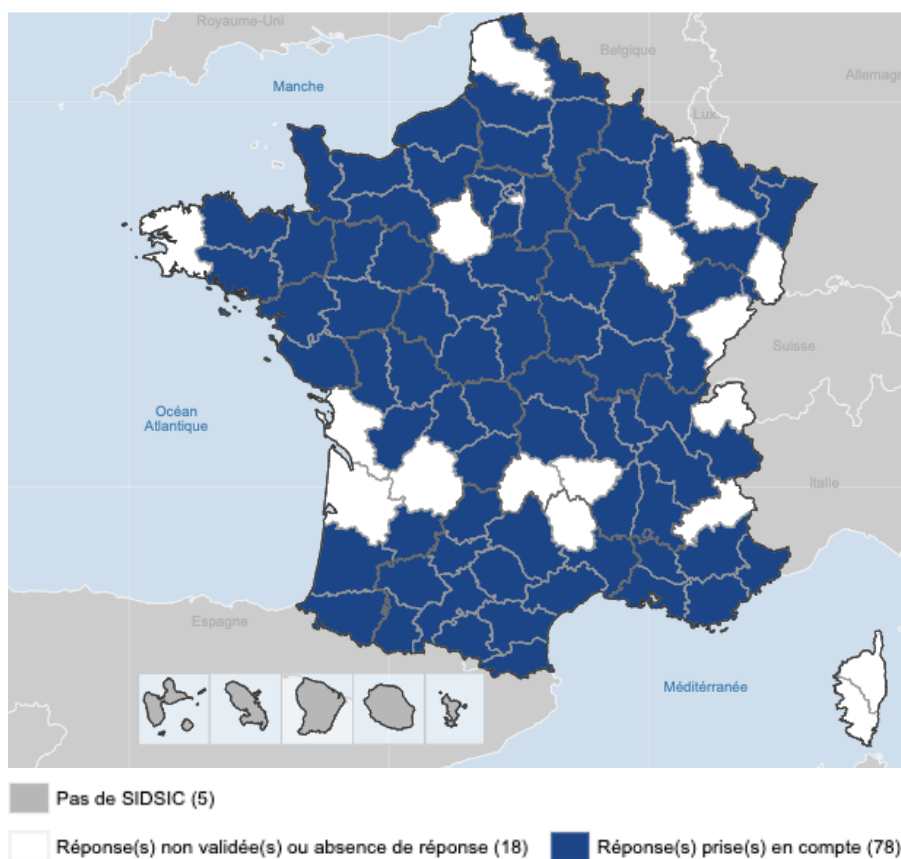 Royaume-Uni
Belgique
Allemagn
Manche
Lux.
Suisse
Océan
Atlantique
Italie
Espagne
Méditérranée
Pas de SIDSIC (5)
Réponse(s) non validée(s) ou absence de réponse (18)
Réponse(s) prise(s) en compte (78)